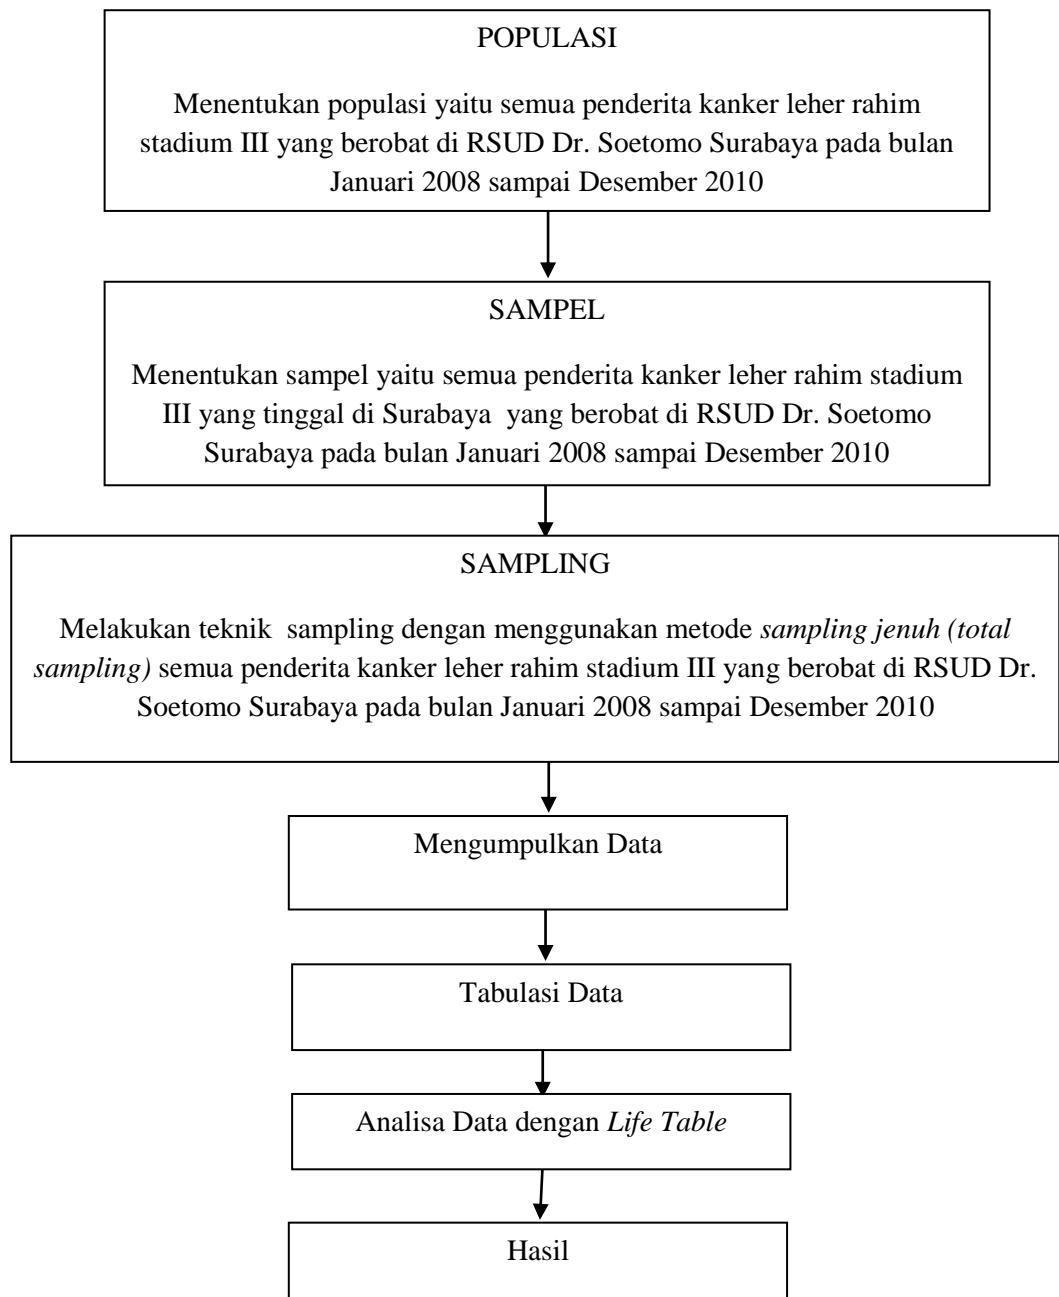 POPULASI
Menentukan populasi yaitu semua penderita kanker leher rahim
stadium III yang berobat di RSUD Dr. Soetomo Surabaya pada bulan
Januari 2008 sampai Desember 2010
SAMPEL
Menentukan sampel yaitu semua penderita kanker leher rahim stadium
III yang tinggal di Surabaya yang berobat di RSUD Dr. Soetomo
Surabaya pada bulan Januari 2008 sampai Desember 2010
SAMPLING
Melakukan teknik sampling dengan menggunakan metode sampling jenuh (total
sampling) semua penderita kanker leher rahim stadium III yang berobat di RSUD Dr.
Soetomo Surabaya pada bulan Januari 2008 sampai Desember 2010
Mengumpulkan Data
Tabulasi Data
Analisa Data dengan Life Table
Hasil